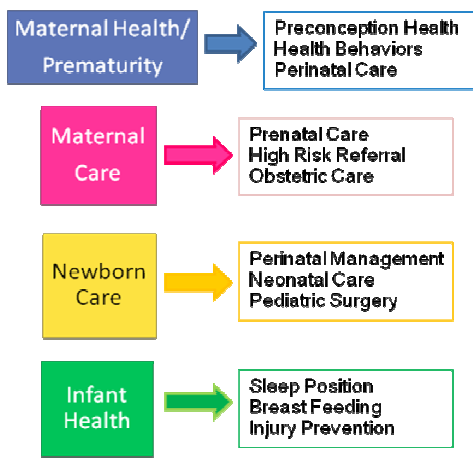 Maternal Health/
Prematurity
Preconception Health
Health Behaviors
Perinatal Care
Maternal
Care
Prenatal Care
High Risk Referral
Obstetric Care
Newborn
Care
Perinatal Management
Neonatal Care
Pediatric Surgery
Infant
Health
Sleep Position
Breast Feeding
Injury Prevention